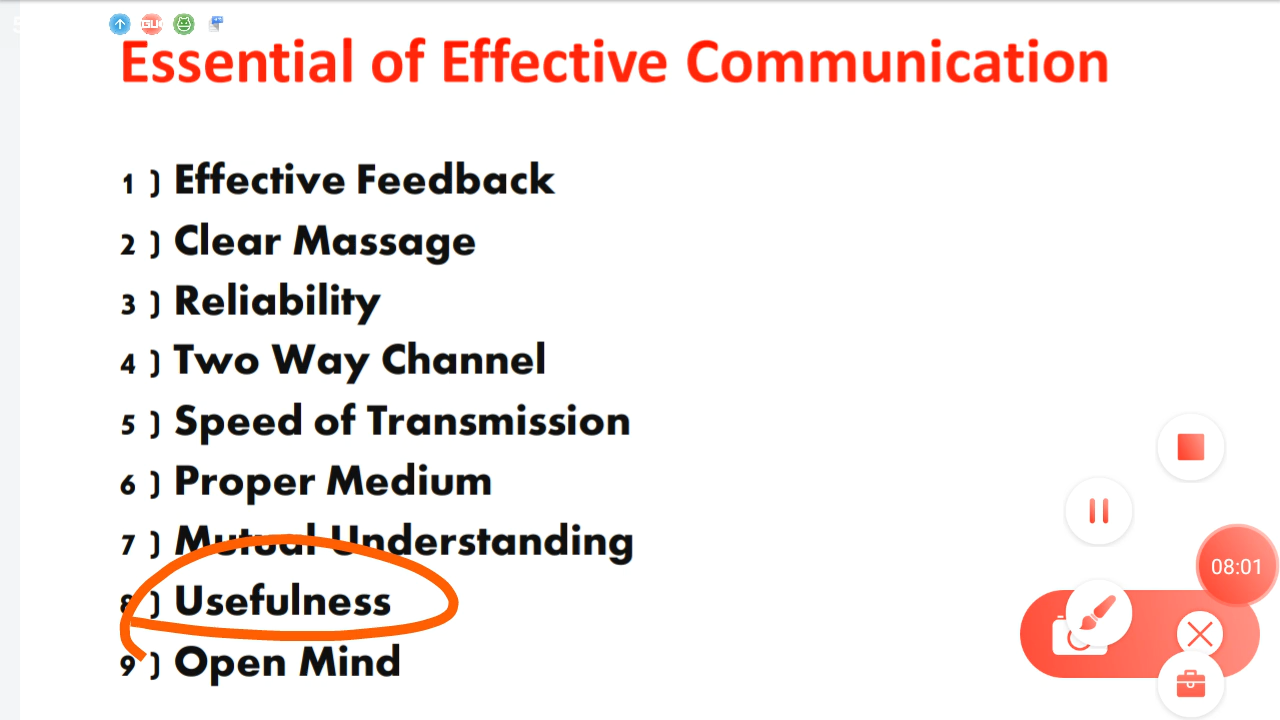 Essential of Effective Communication
1 ) Effective Feedback
2 ) Clear Massage
3 ) Reliability
4 ) Two Way Channel
5 ) Speed of Transmission
6 ) Proper Medium
7 ) Mutual Understanding
8 ) Usefulness
9 ) Open Mind
08:01